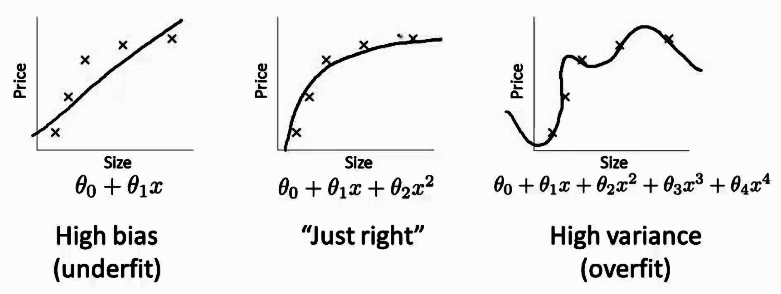 Price
Size
θ₀ + θ₁x
High bias
(underfit)
Price
Size
θ₀ + θ₁x + θ₂x²
“Just right”
Price
Size
θ₀ + θ₁x + θ₂x² + θ₃x³ + θ₄x⁴
High variance
(overfit)